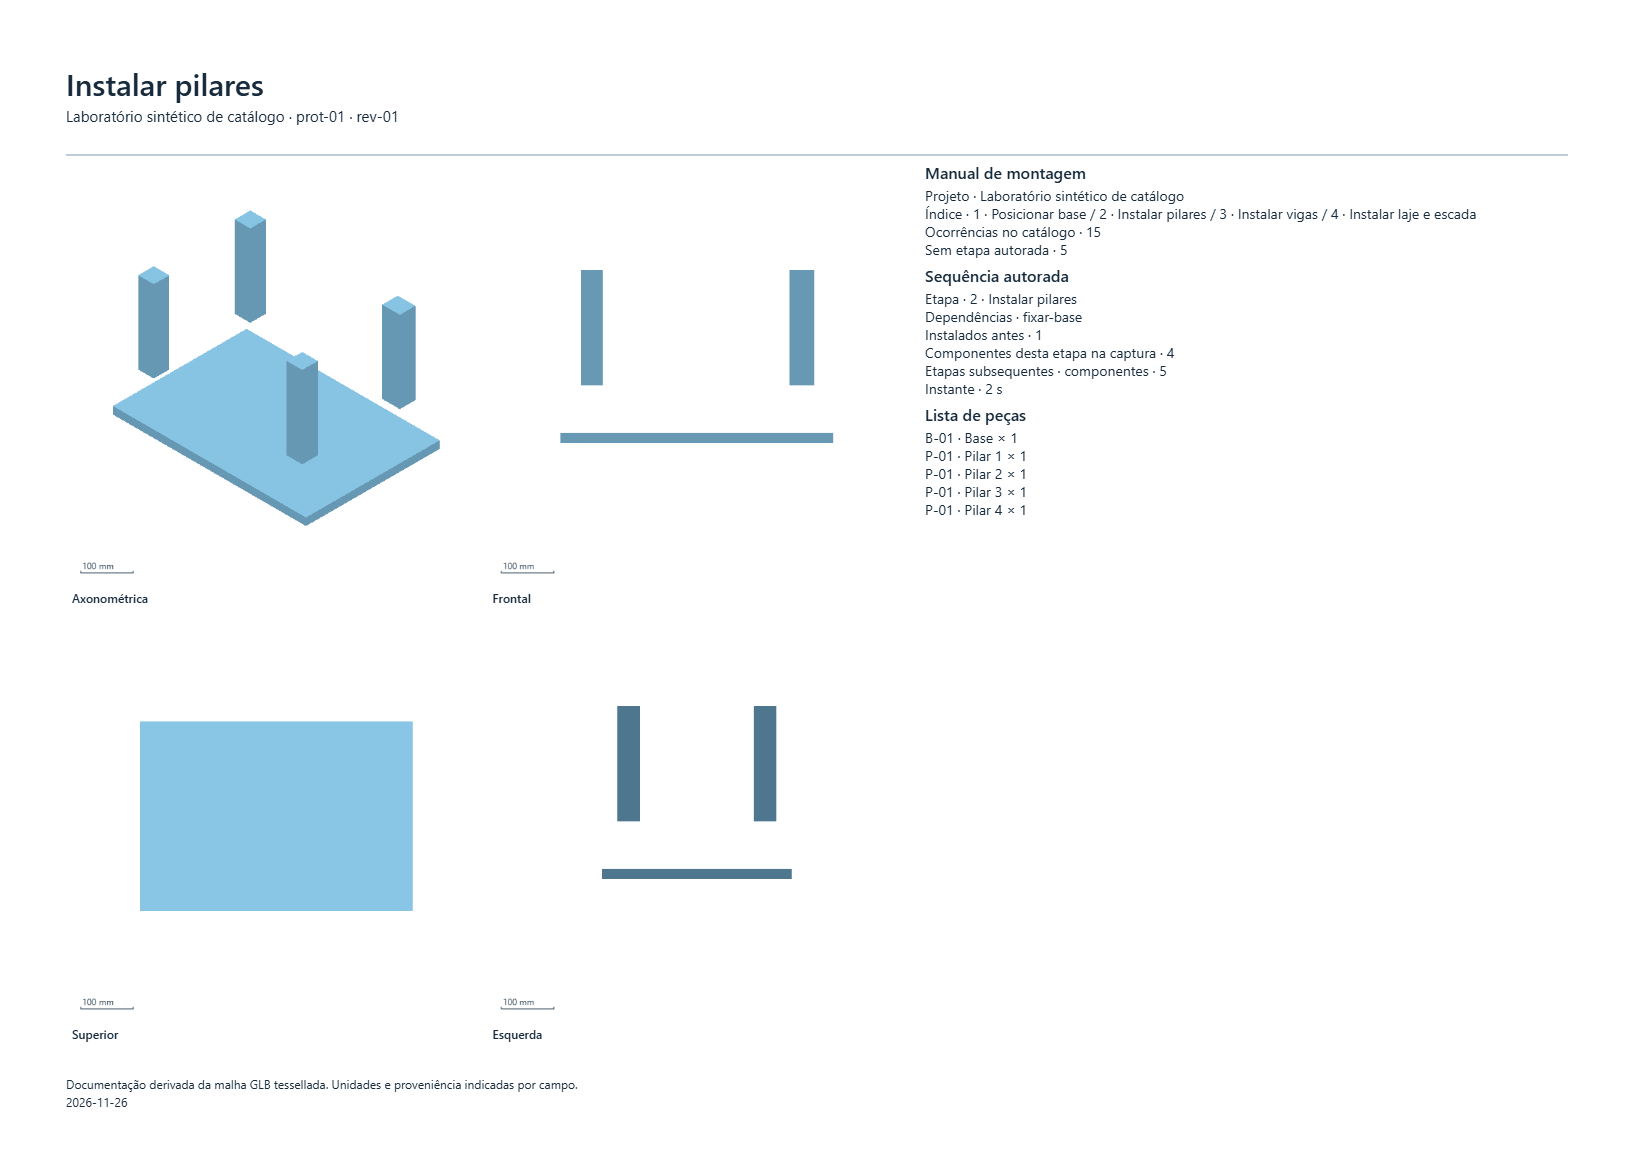 Instalar pilares
Laboratório sintético de catálogo · prot-01 · rev-01
Manual de montagem
Projeto · Laboratório sintético de catálogo
Índice · 1 · Posicionar base / 2 · Instalar pilares / 3 · Instalar vigas / 4 · Instalar laje e escada
Ocorrências no catálogo · 15
Sem etapa autorada · 5
Sequência autorada
Etapa · 2 · Instalar pilares
Dependências · fixar-base
Instalados antes · 1
Componentes desta etapa na captura · 4
Etapas subsequentes · componentes · 5
Instante · 2 s
Lista de peças
B-01 · Base × 1
P-01 · Pilar 1 × 1
P-01 · Pilar 2 × 1
P-01 · Pilar 3 × 1
P-01 · Pilar 4 × 1
100 mm
Axonométrica
100 mm
Frontal
100 mm
Superior
100 mm
Esquerda
Documentação derivada da malha GLB tessellada. Unidades e proveniência indicadas por campo.
2026-11-26